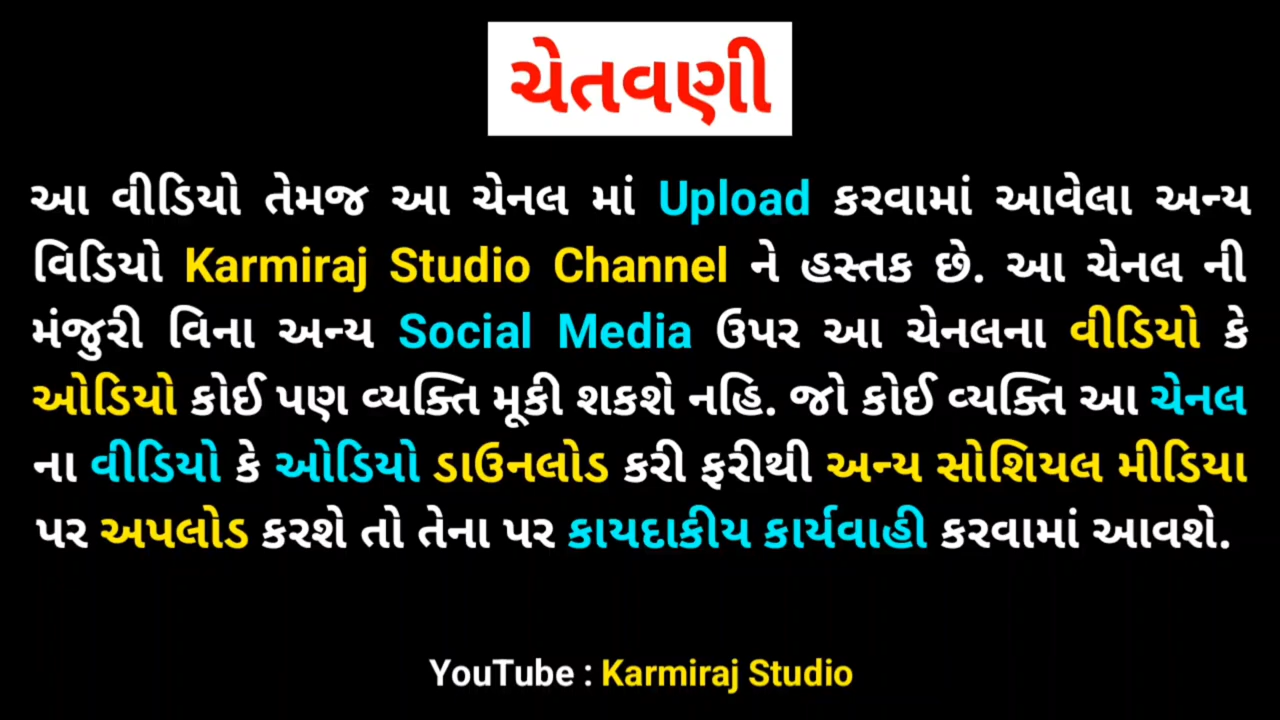 ચેતવણી
આ વીડિયો તેમજ આ ચેનલ માં Upload કરવામાં આવેલા અન્ય
વિડિયો Karmiraj Studio Channel ને હસ્તક છે. આ ચેનલ ની
મંજુરી વિના અન્ય Social Media ઉપર આ ચેનલના વીડિયો કે
ઓડિયો કોઈ પણ વ્યક્તિ મૂકી શકશે નહિ. જો કોઈ વ્યક્તિ આ ચેનલ
ના વીડિયો કે ઓડિયો ડાઉનલોડ કરી ફરીથી અન્ય સોશિયલ મીડિયા
પર અપલોડ કરશે તો તેના પર કાયદાકીય કાર્યવાહી કરવામાં આવશે.
YouTube : Karmiraj Studio